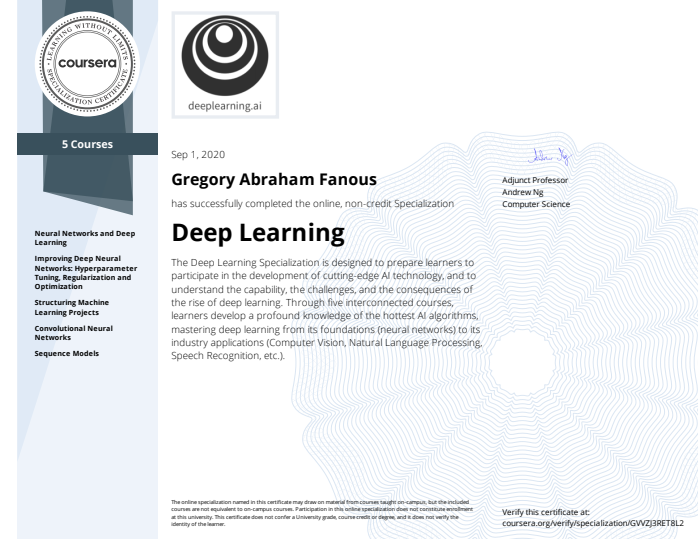 LEARNING WITHOUT LIMITS
coursera
SPECIALIZATION CERTIFICATE
5 Courses
Neural Networks and Deep
Learning
Improving Deep Neural
Networks: Hyperparameter
Tuning, Regularization and
Optimization
Structuring Machine
Learning Projects
Convolutional Neural
Networks
Sequence Models
deeplearning.ai
Sep 1, 2020
Gregory Abraham Fanous
has successfully completed the online, non-credit Specialization
Deep Learning
The Deep Learning Specialization is designed to prepare learners to
participate in the development of cutting-edge AI technology, and to
understand the capability, the challenges, and the consequences of
the rise of deep learning. Through five interconnected courses,
learners develop a profound knowledge of the hottest AI algorithms,
mastering deep learning from its foundations (neural networks) to its
industry applications (Computer Vision, Natural Language Processing,
Speech Recognition, etc.).
Andrew Ng
Adjunct Professor
Andrew Ng
Computer Science
The online specialization named in this certificate may draw on material from courses taught on-campus, but the included
courses are not equivalent to on-campus courses. Participation in this online specialization does not constitute enrollment
at this university. This certificate does not confer a University grade, course credit or degree, and it does not verify the
identity of the learner.
Verify this certificate at:
coursera.org/verify/specialization/GVVZJ3RET8L2